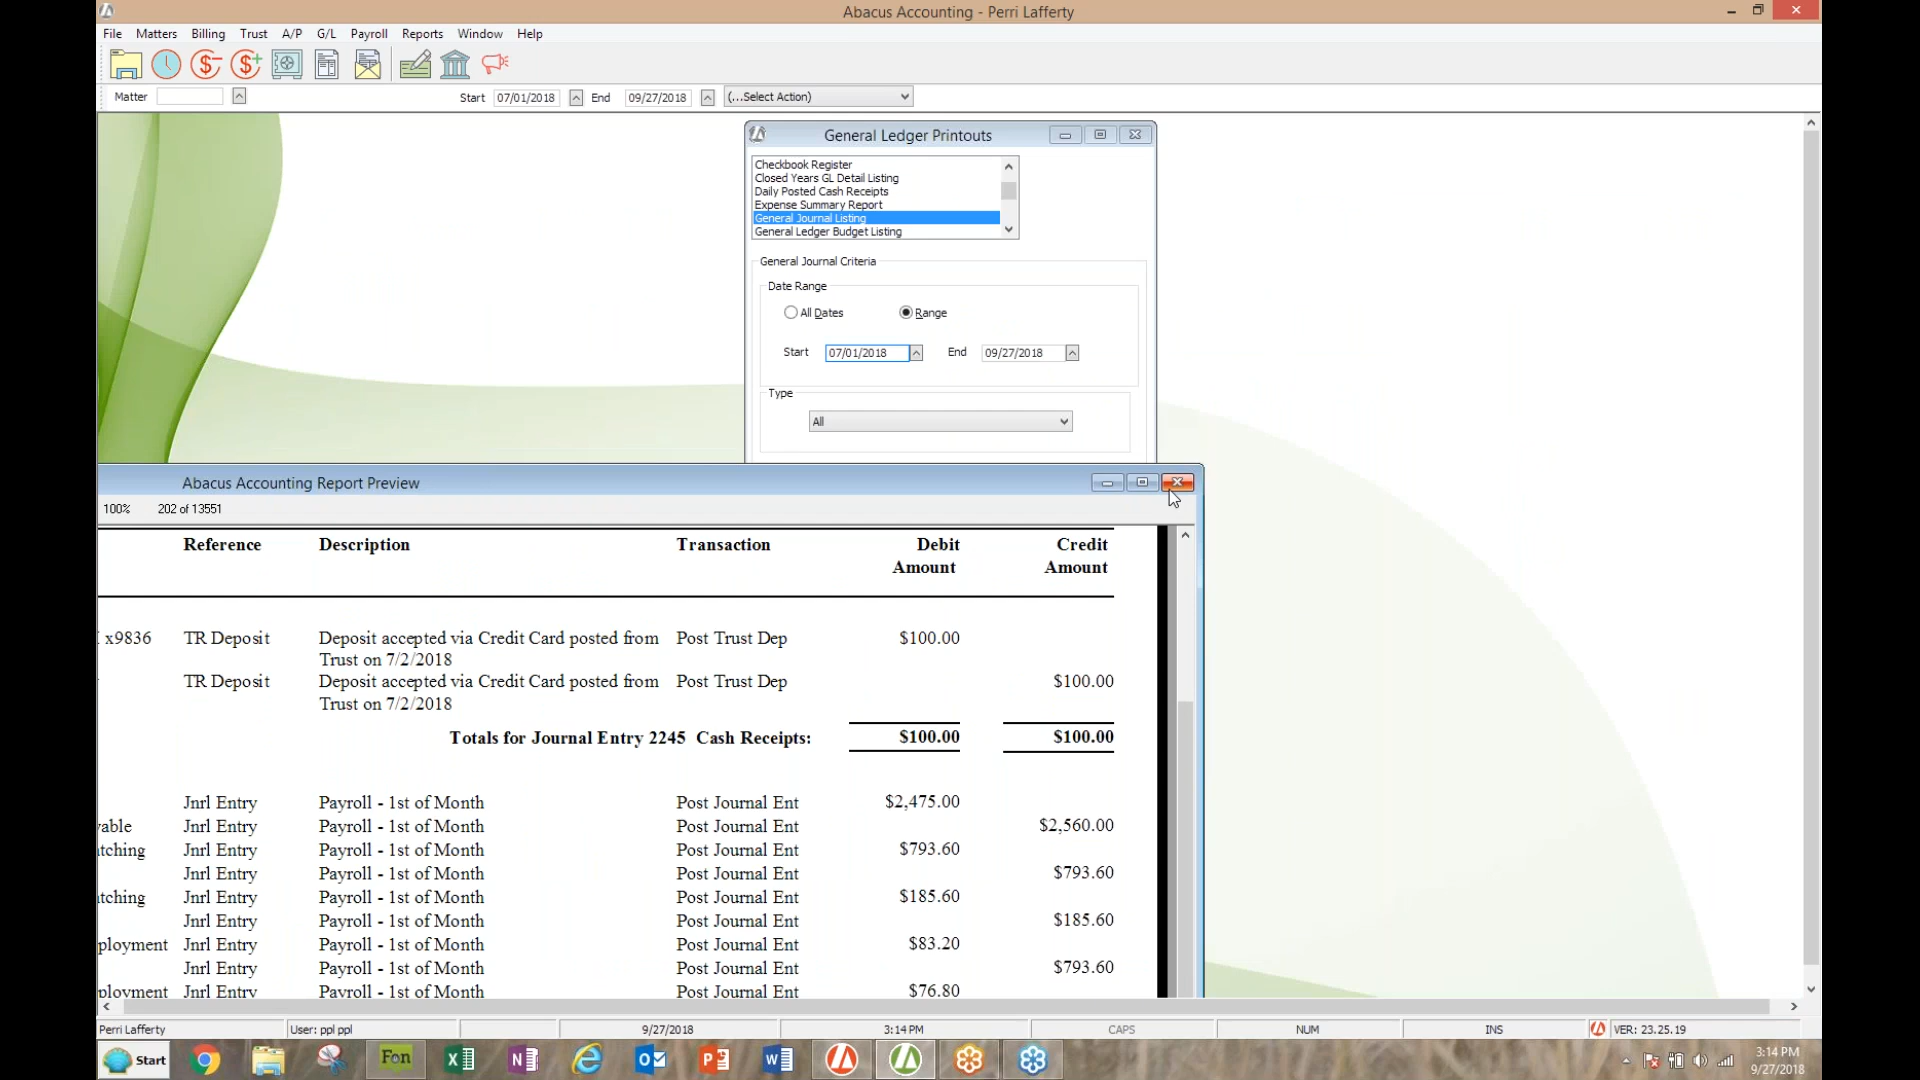 Abacus Accounting - Perri Lafferty
File Matters Billing Trust A/P G/L Payroll Reports Window Help
Matter Start 07/01/2018 End 09/27/2018 (...Select Action)
General Ledger Printouts
Checkbook Register
Closed Years GL Detail Listing
Daily Posted Cash Receipts
Expense Summary Report
General Journal Listing
General Ledger Budget Listing
General Journal Criteria
Date Range
All Dates Range
Start 07/01/2018 End 09/27/2018
Type
All
Abacus Accounting Report Preview
100% 202 of 13551
Reference Description Transaction Debit Credit
Amount Amount
x9836 TR Deposit Deposit accepted via Credit Card posted from Post Trust Dep $100.00
Trust on 7/2/2018
TR Deposit Deposit accepted via Credit Card posted from Post Trust Dep $100.00
Trust on 7/2/2018
Totals for Journal Entry 2245 Cash Receipts: $100.00 $100.00
Jnrl Entry Payroll - 1st of Month Post Journal Ent $2,475.00
yable Jnrl Entry Payroll - 1st of Month Post Journal Ent $2,560.00
tching Jnrl Entry Payroll - 1st of Month Post Journal Ent $793.60
Jnrl Entry Payroll - 1st of Month Post Journal Ent $793.60
tching Jnrl Entry Payroll - 1st of Month Post Journal Ent $185.60
Jnrl Entry Payroll - 1st of Month Post Journal Ent $185.60
ployment Jnrl Entry Payroll - 1st of Month Post Journal Ent $83.20
Jnrl Entry Payroll - 1st of Month Post Journal Ent $793.60
ployment Jnrl Entry Payroll - 1st of Month Post Journal Ent $76.80
Perri Lafferty User: ppl ppl 9/27/2018 3:14 PM CAPS NUM INS VER: 23.25.19
Start Fon 3:14 PM
9/27/2018